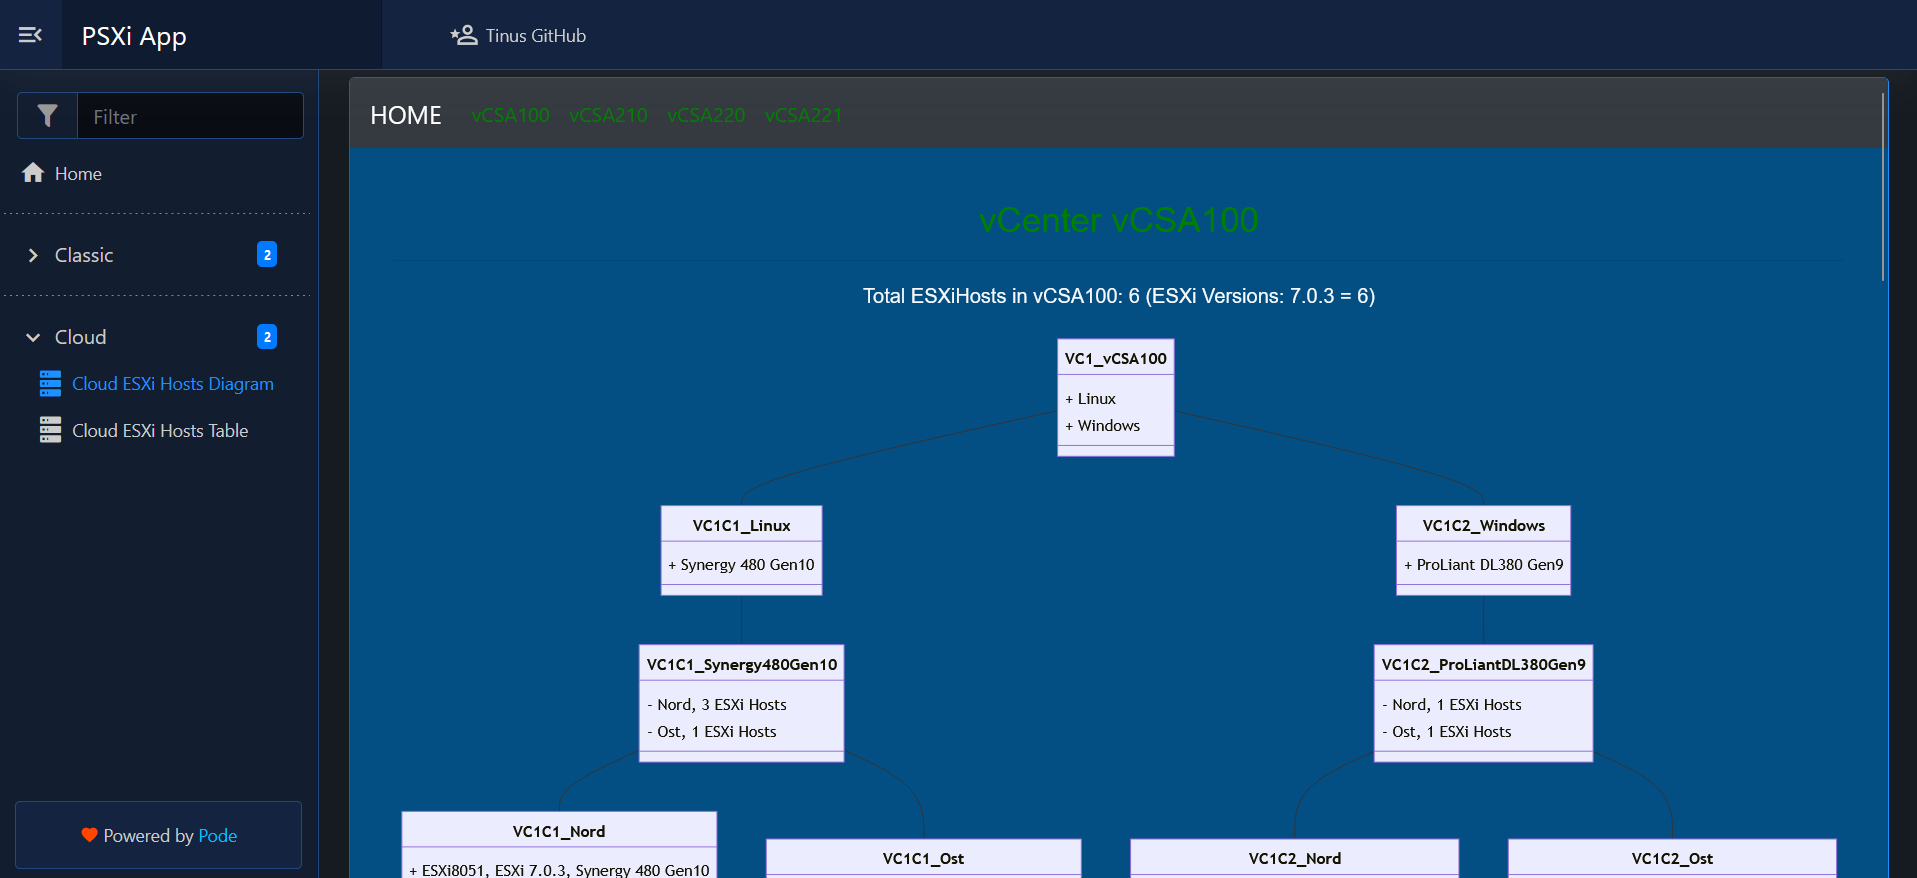 PSXi App
Tinus GitHub
Filter
Home
Classic 2
Cloud 2
Cloud ESXi Hosts Diagram
Cloud ESXi Hosts Table
Powered by Pode
HOME vCSA100 vCSA210 vCSA220 vCSA221
vCenter vCSA100
Total ESXiHosts in vCSA100: 6 (ESXi Versions: 7.0.3 = 6)
VC1_vCSA100
+ Linux
+ Windows
VC1C1_Linux
+ Synergy 480 Gen10
VC1C2_Windows
+ ProLiant DL380 Gen9
VC1C1_Synergy480Gen10
- Nord, 3 ESXi Hosts
- Ost, 1 ESXi Hosts
VC1C2_ProLiantDL380Gen9
- Nord, 1 ESXi Hosts
- Ost, 1 ESXi Hosts
VC1C1_Nord
+ ESXi8051, ESXi 7.0.3, Synergy 480 Gen10
VC1C1_Ost
VC1C2_Nord
VC1C2_Ost